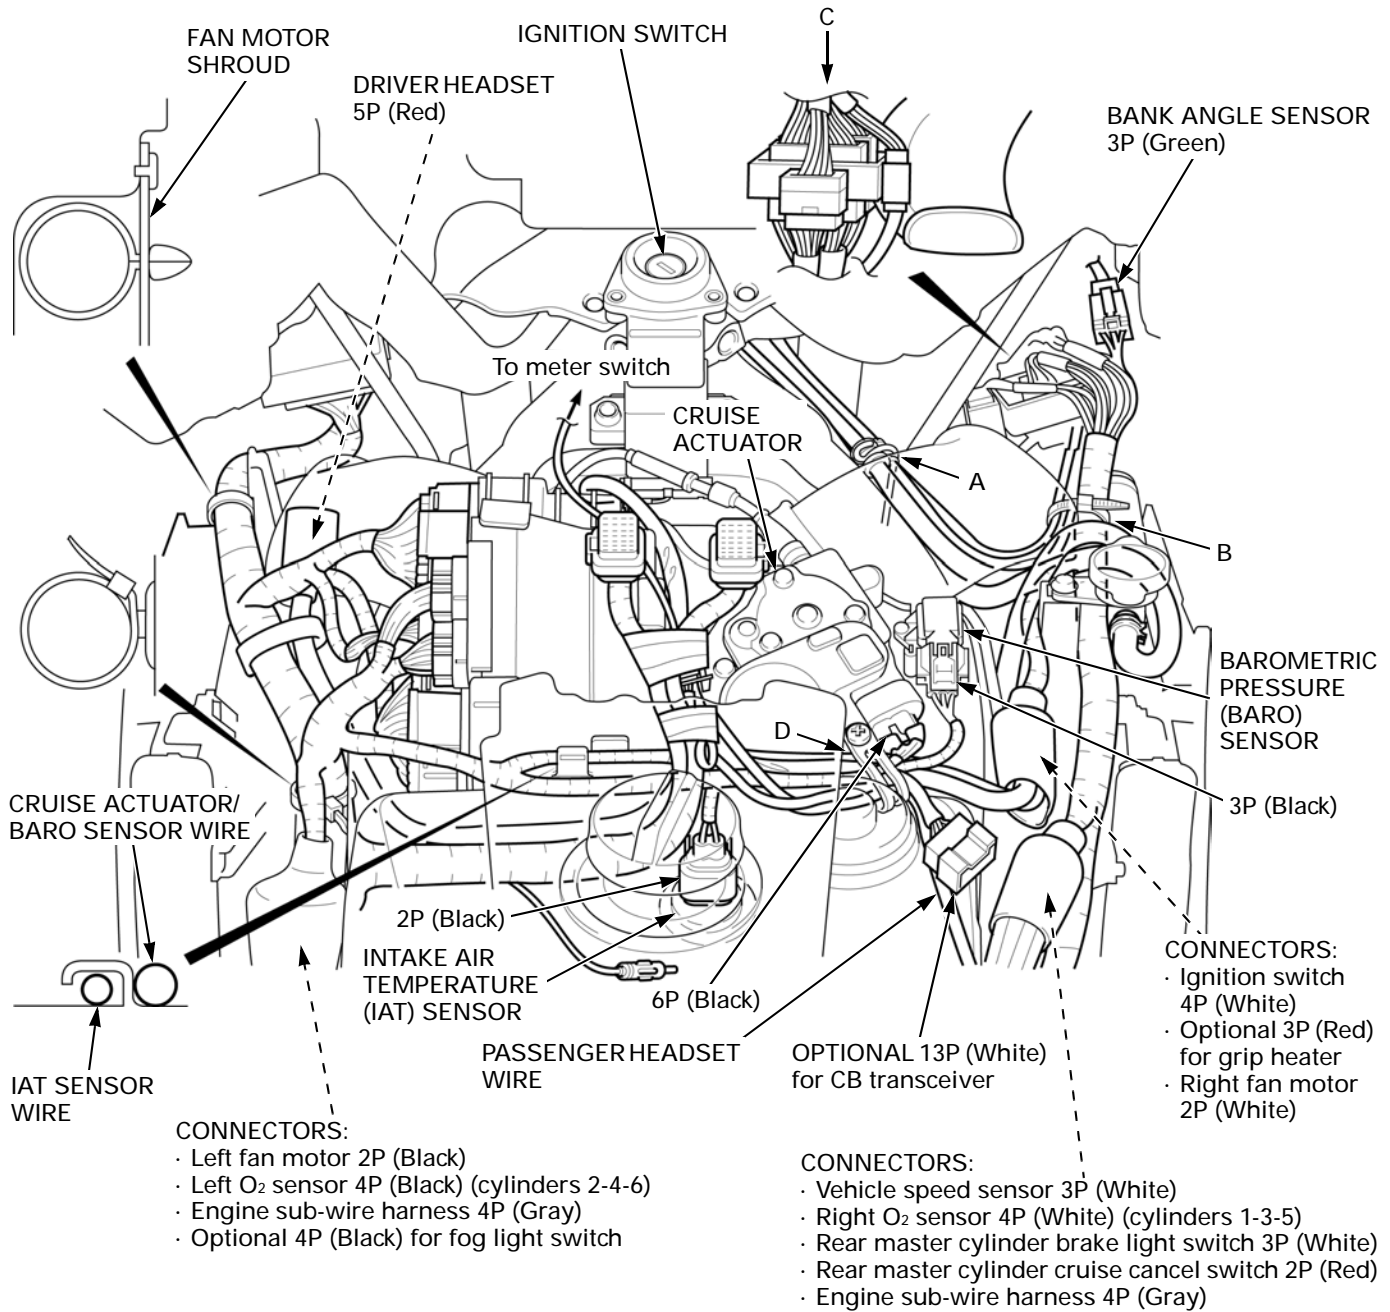 C
FAN MOTOR
SHROUD
IGNITION SWITCH
DRIVER HEADSET
5P (Red)
BANK ANGLE SENSOR
3P (Green)
To meter switch
CRUISE
ACTUATOR
A
B
BAROMETRIC
PRESSURE
(BARO)
SENSOR
D
3P (Black)
CRUISE ACTUATOR/
BARO SENSOR WIRE
2P (Black)
INTAKE AIR
TEMPERATURE
(IAT) SENSOR
6P (Black)
CONNECTORS:
· Ignition switch
4P (White)
· Optional 3P (Red)
for grip heater
· Right fan motor
2P (White)
PASSENGER HEADSET
WIRE
OPTIONAL 13P (White)
for CB transceiver
IAT SENSOR
WIRE
CONNECTORS:
· Left fan motor 2P (Black)
· Left O₂ sensor 4P (Black) (cylinders 2-4-6)
· Engine sub-wire harness 4P (Gray)
· Optional 4P (Black) for fog light switch
CONNECTORS:
· Vehicle speed sensor 3P (White)
· Right O₂ sensor 4P (White) (cylinders 1-3-5)
· Rear master cylinder brake light switch 3P (White)
· Rear master cylinder cruise cancel switch 2P (Red)
· Engine sub-wire harness 4P (Gray)